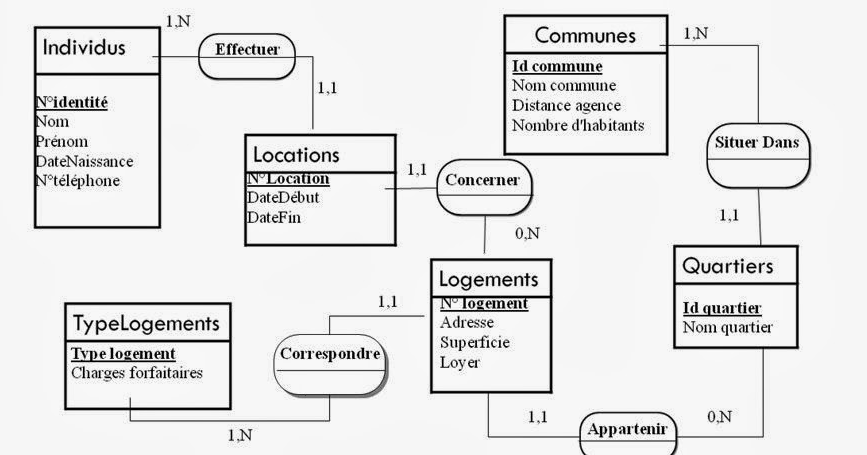 Individus
N°identité
Nom
Prénom
DateNaissance
N°téléphone
1,N
Effectuer
1,1
Locations
N°Location
DateDébut
DateFin
1,1
Concerner
0,N
Communes
Id commune
Nom commune
Distance agence
Nombre d'habitants
1,N
Situer Dans
1,1
Quartiers
Id quartier
Nom quartier
Logements
N° logement
Adresse
Superficie
Loyer
TypeLogements
Type logement
Charges forfaitaires
1,1
Correspondre
1,N
1,1
Appartenir
0,N